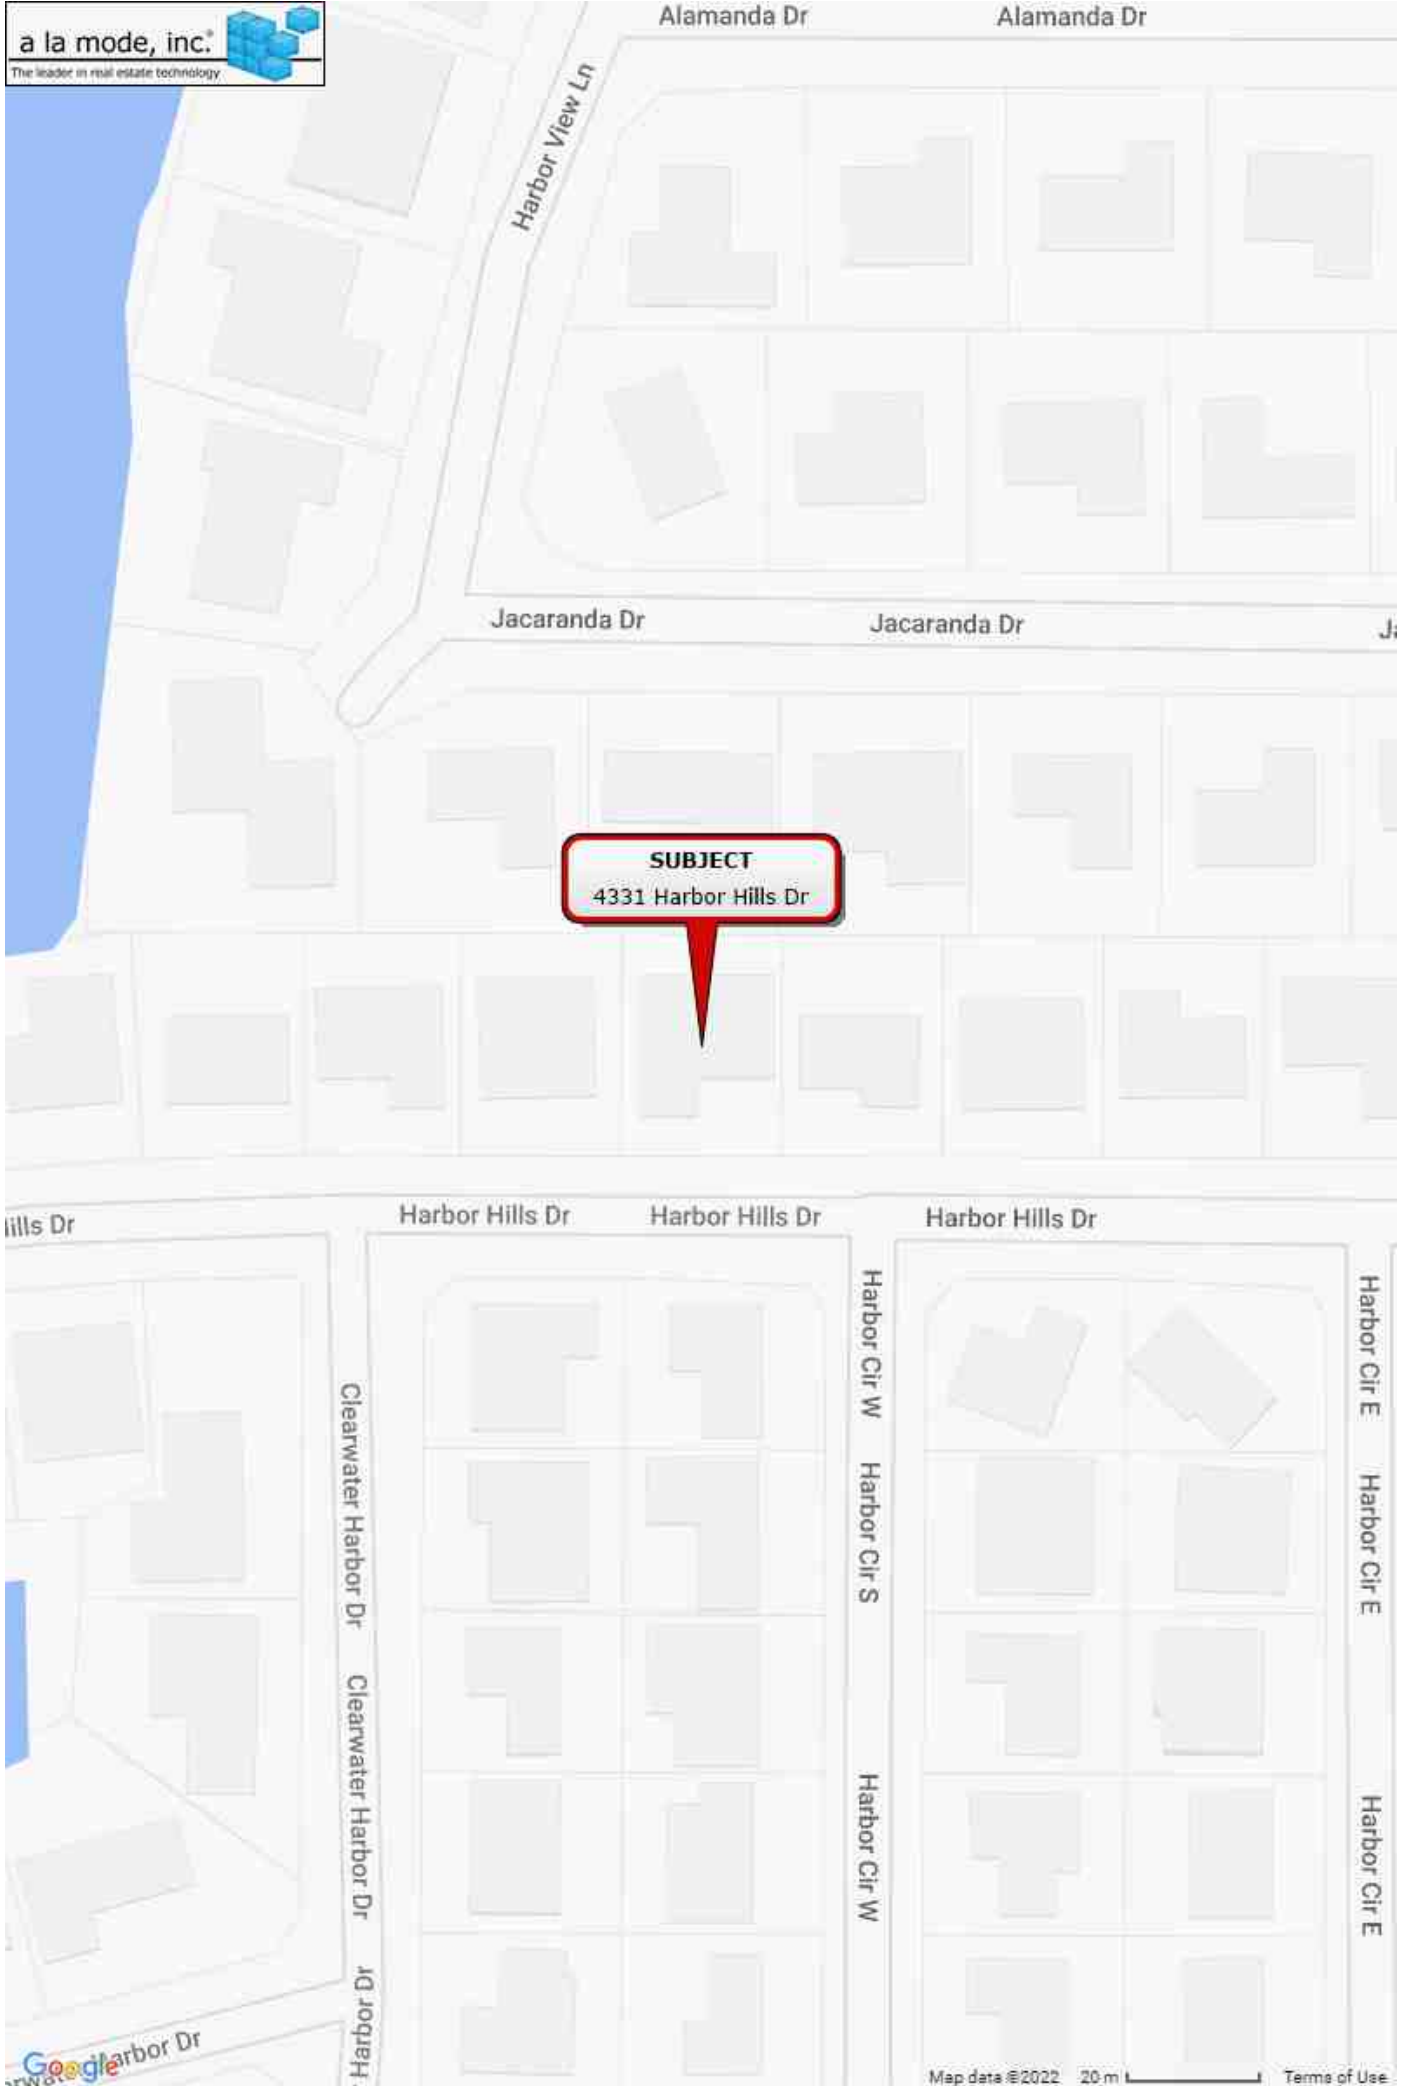 a la mode, inc.
The leader in real estate technology
Alamanda Dr
Alamanda Dr
Harbor View Ln
Jacaranda Dr
Jacaranda Dr
SUBJECT
4331 Harbor Hills Dr
ills Dr
Harbor Hills Dr
Harbor Hills Dr
Harbor Hills Dr
Harbor Cir W
Harbor Cir E
Clearwater Harbor Dr
Harbor Cir S
Harbor Cir E
Clearwater Harbor Dr
Harbor Cir W
Harbor Cir E
Harbor Dr
arbor Dr
Google
Map data ©2022
20 m
Terms of Use